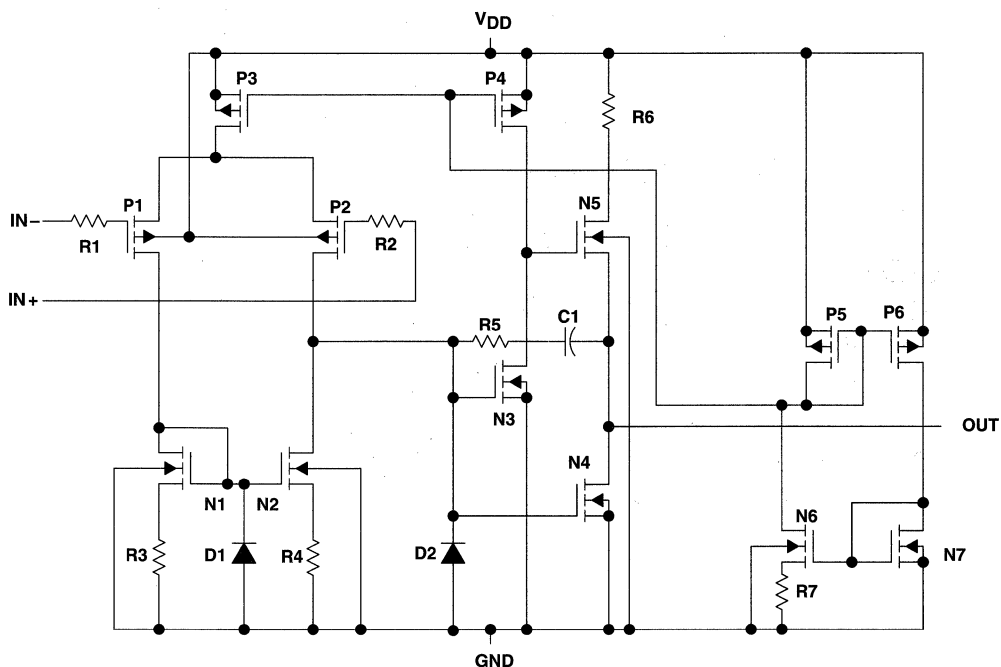 VDD
P3
P4
R6
P1
P2
N5
IN−
R1
R2
IN+
R5
C1
P5
P6
N3
OUT
N1
N2
N4
N6
N7
R3
D1
R4
D2
R7
GND